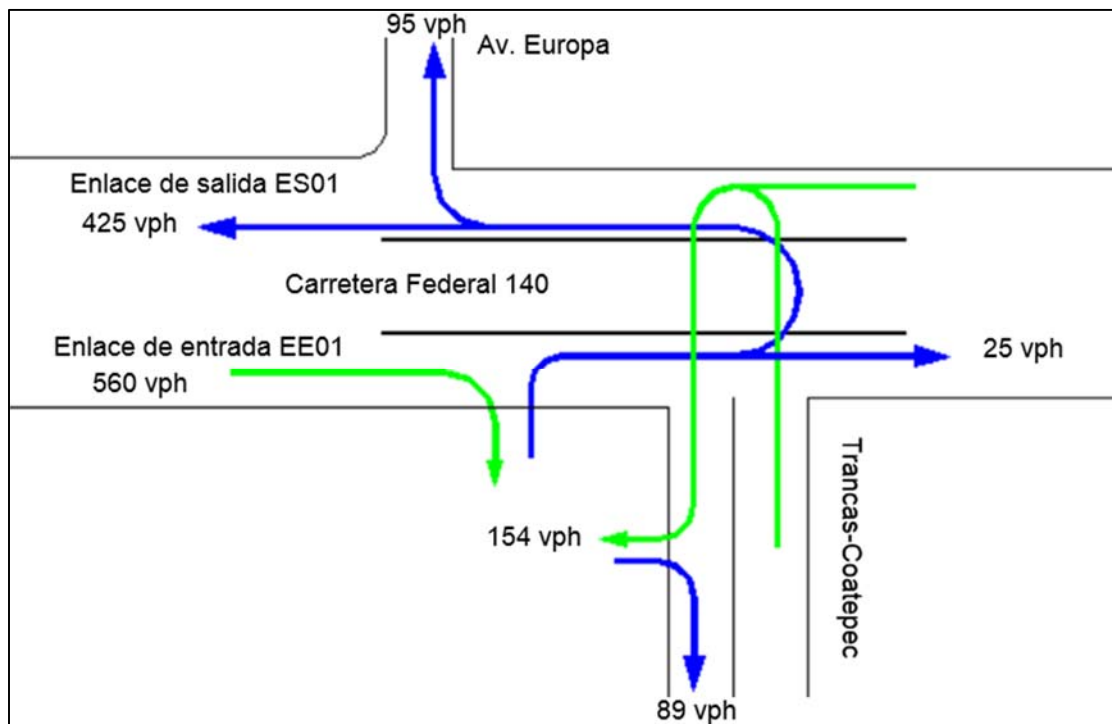 95 vph
Av. Europa
Enlace de salida ES01
425 vph
Carretera Federal 140
Enlace de entrada EE01
560 vph
25 vph
154 vph
Trancas-Coatepec
89 vph